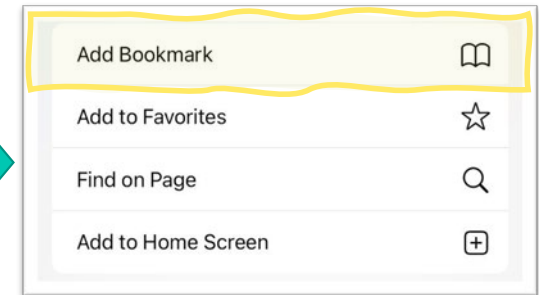 Add Bookmark
Add to Favorites
Find on Page
Add to Home Screen